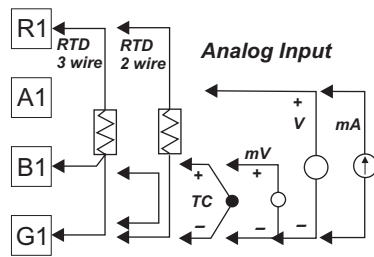 R1
RTD
3 wire
RTD
2 wire
Analog Input
A1
+
V
mA
B1
mV
+
+
TC
G1
–
–
–